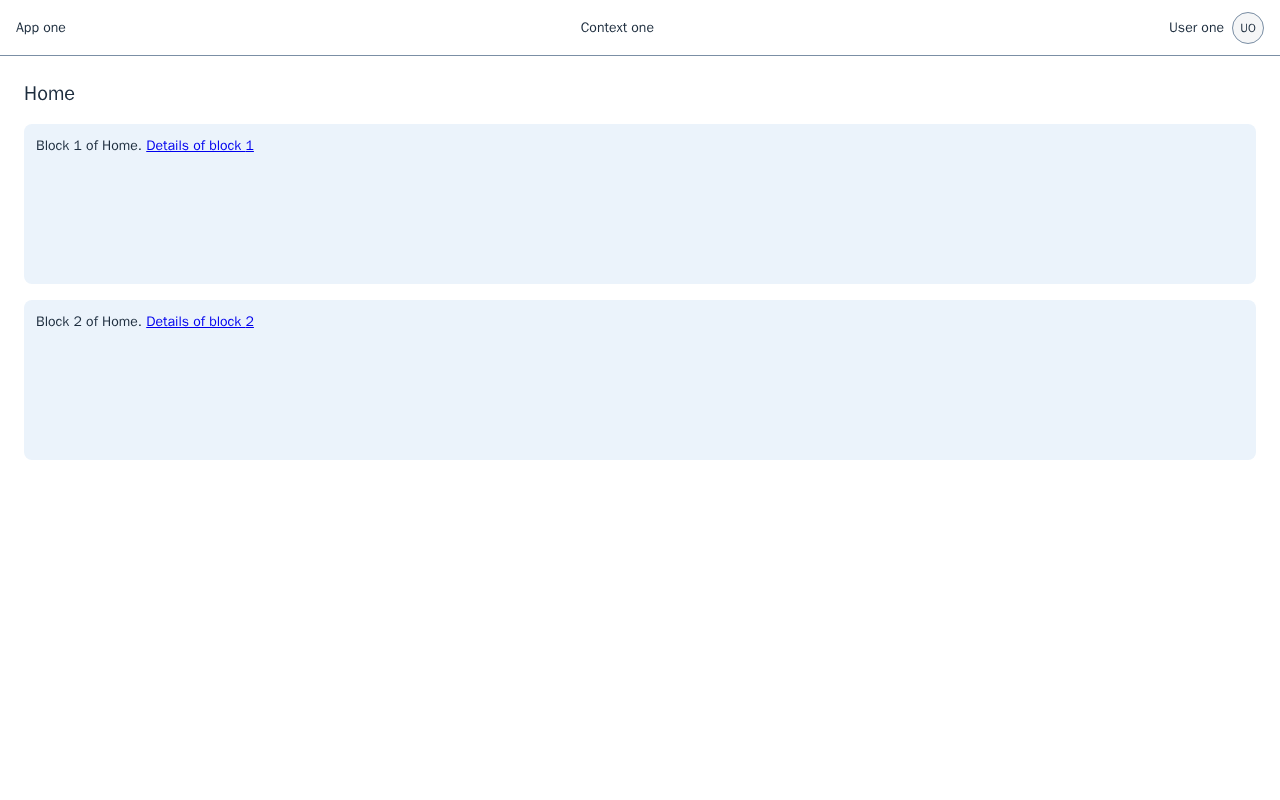 App one
Context one
User one
UO
Home
Block 1 of Home. Details of block 1
Block 2 of Home. Details of block 2